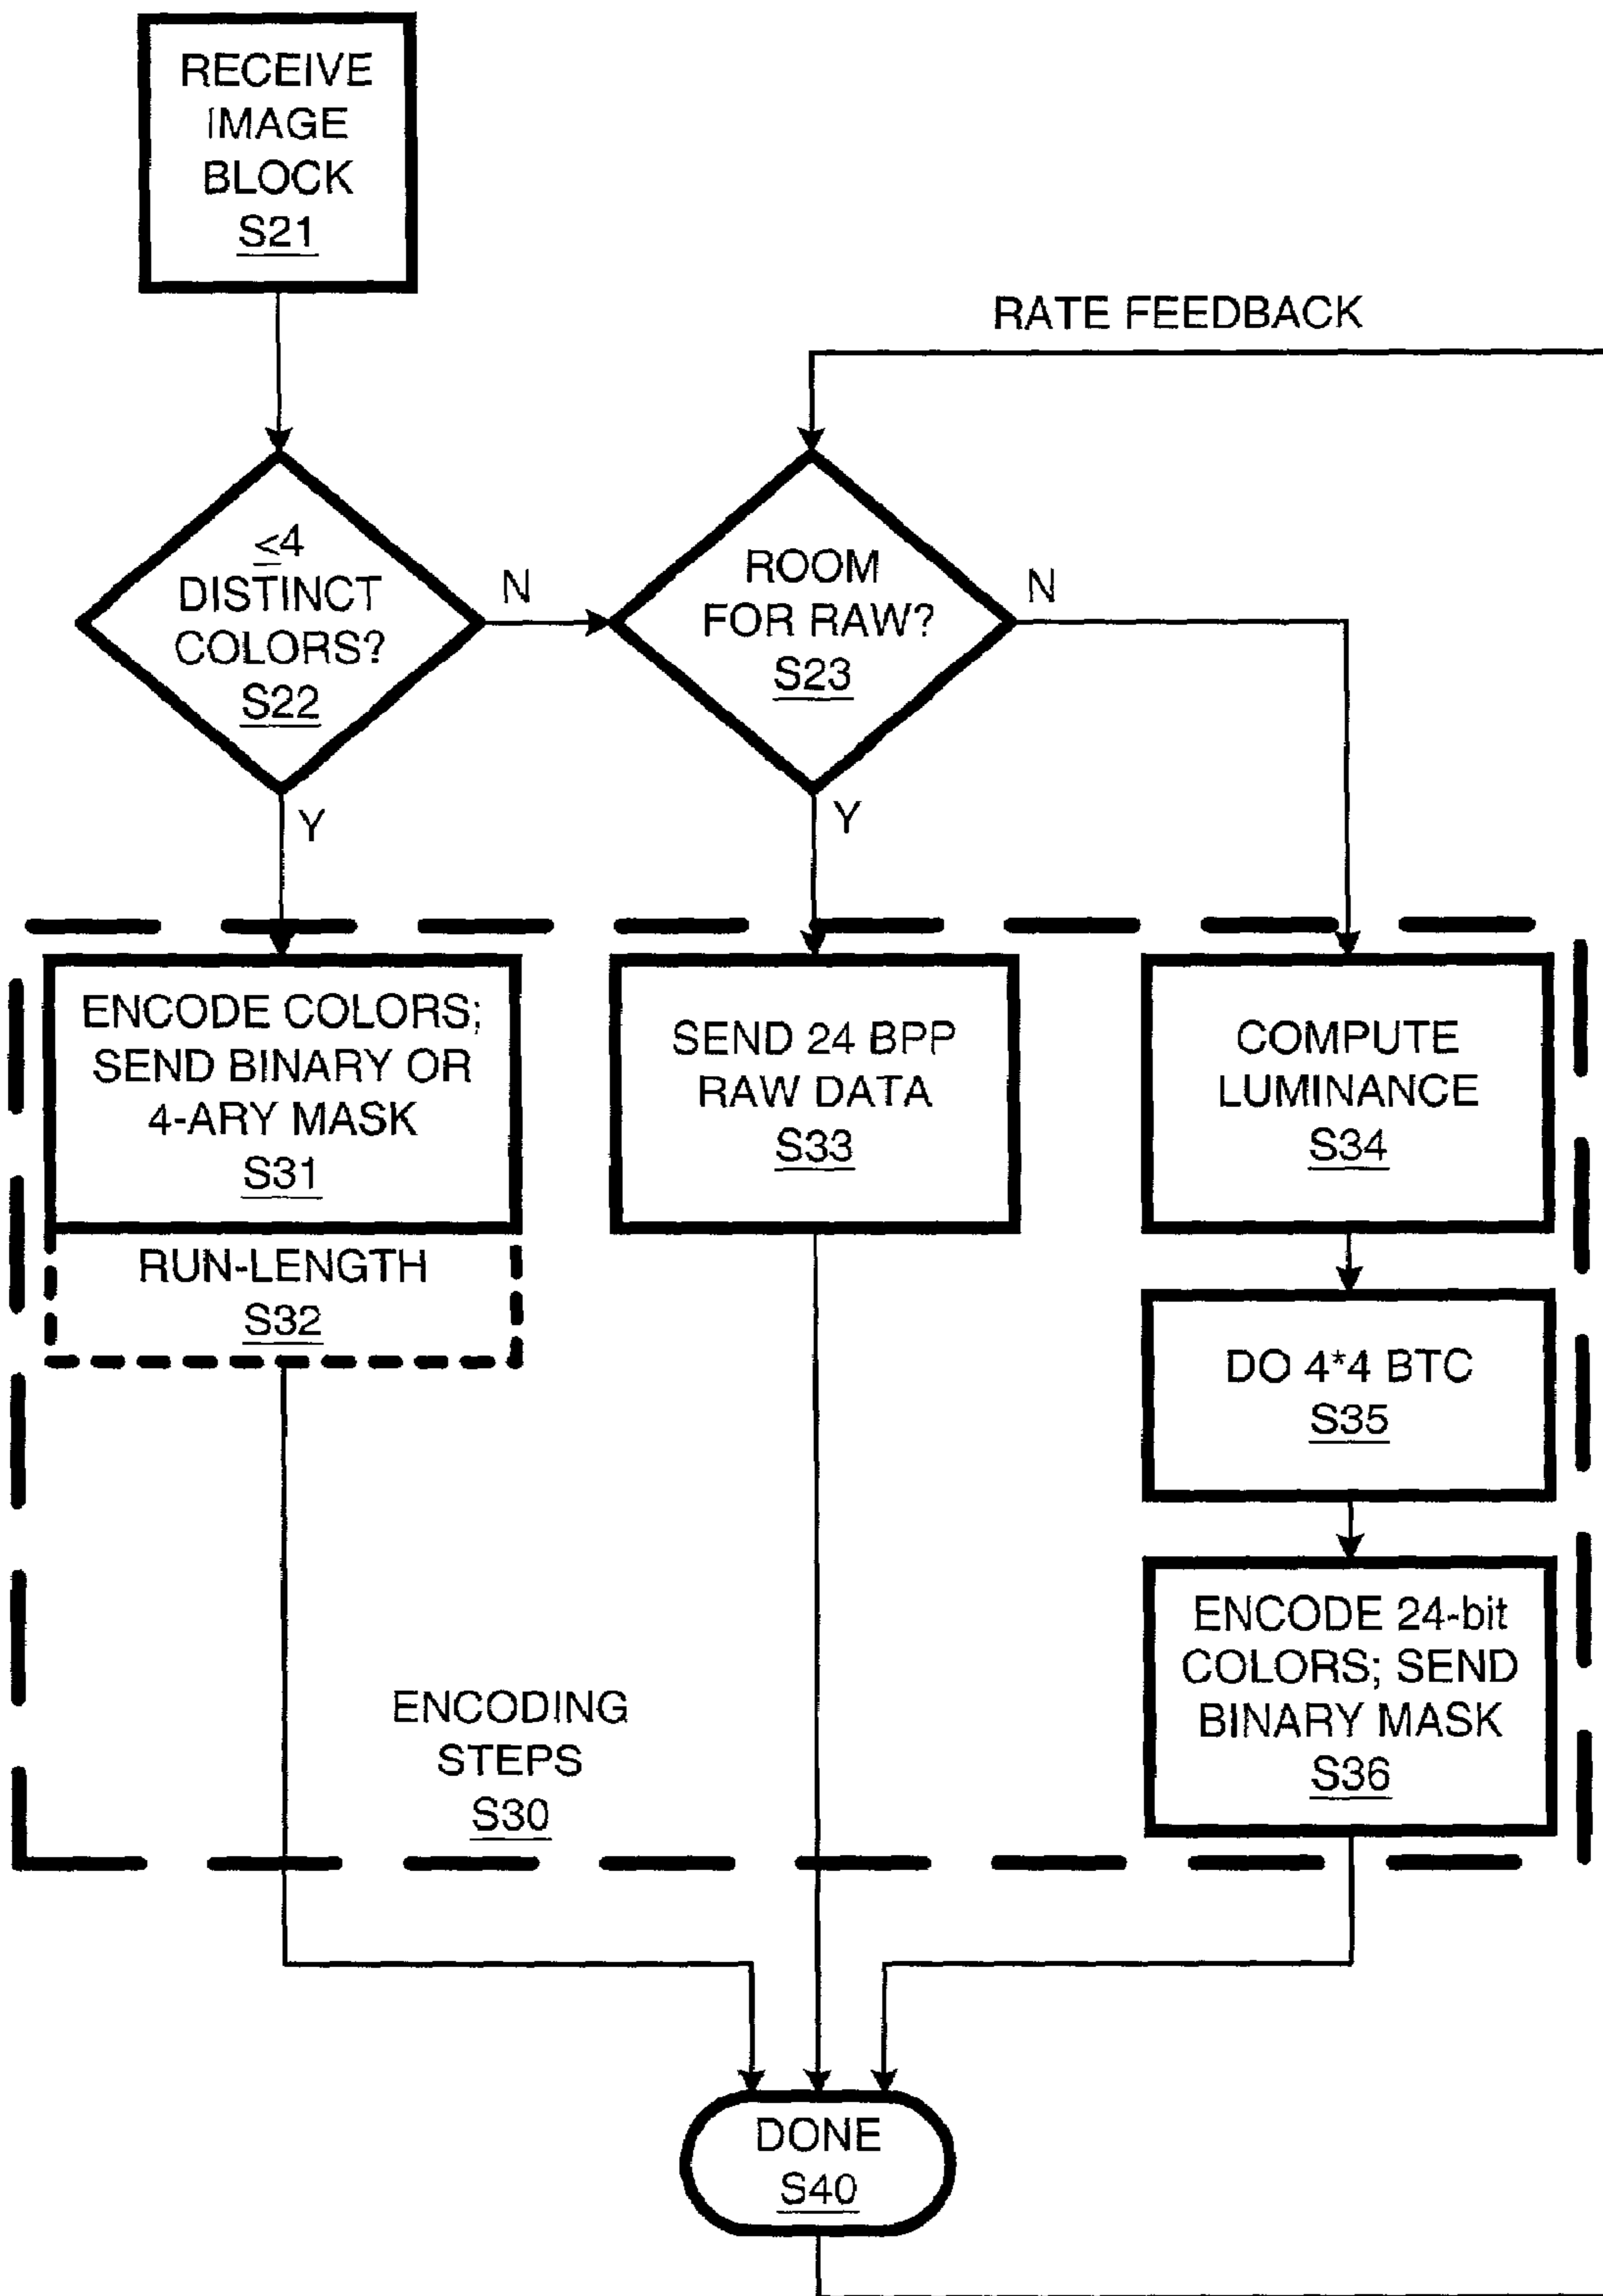 RECEIVE
IMAGE
BLOCK
S21
RATE FEEDBACK
≤4
DISTINCT
COLORS?
S22
N
Y
ROOM
FOR RAW?
S23
N
Y
ENCODE COLORS;
SEND BINARY OR
4-ARY MASK
S31
RUN-LENGTH
S32
SEND 24 BPP
RAW DATA
S33
COMPUTE
LUMINANCE
S34
DO 4*4 BTC
S35
ENCODE 24-bit
COLORS; SEND
BINARY MASK
S36
ENCODING
STEPS
S30
DONE
S40